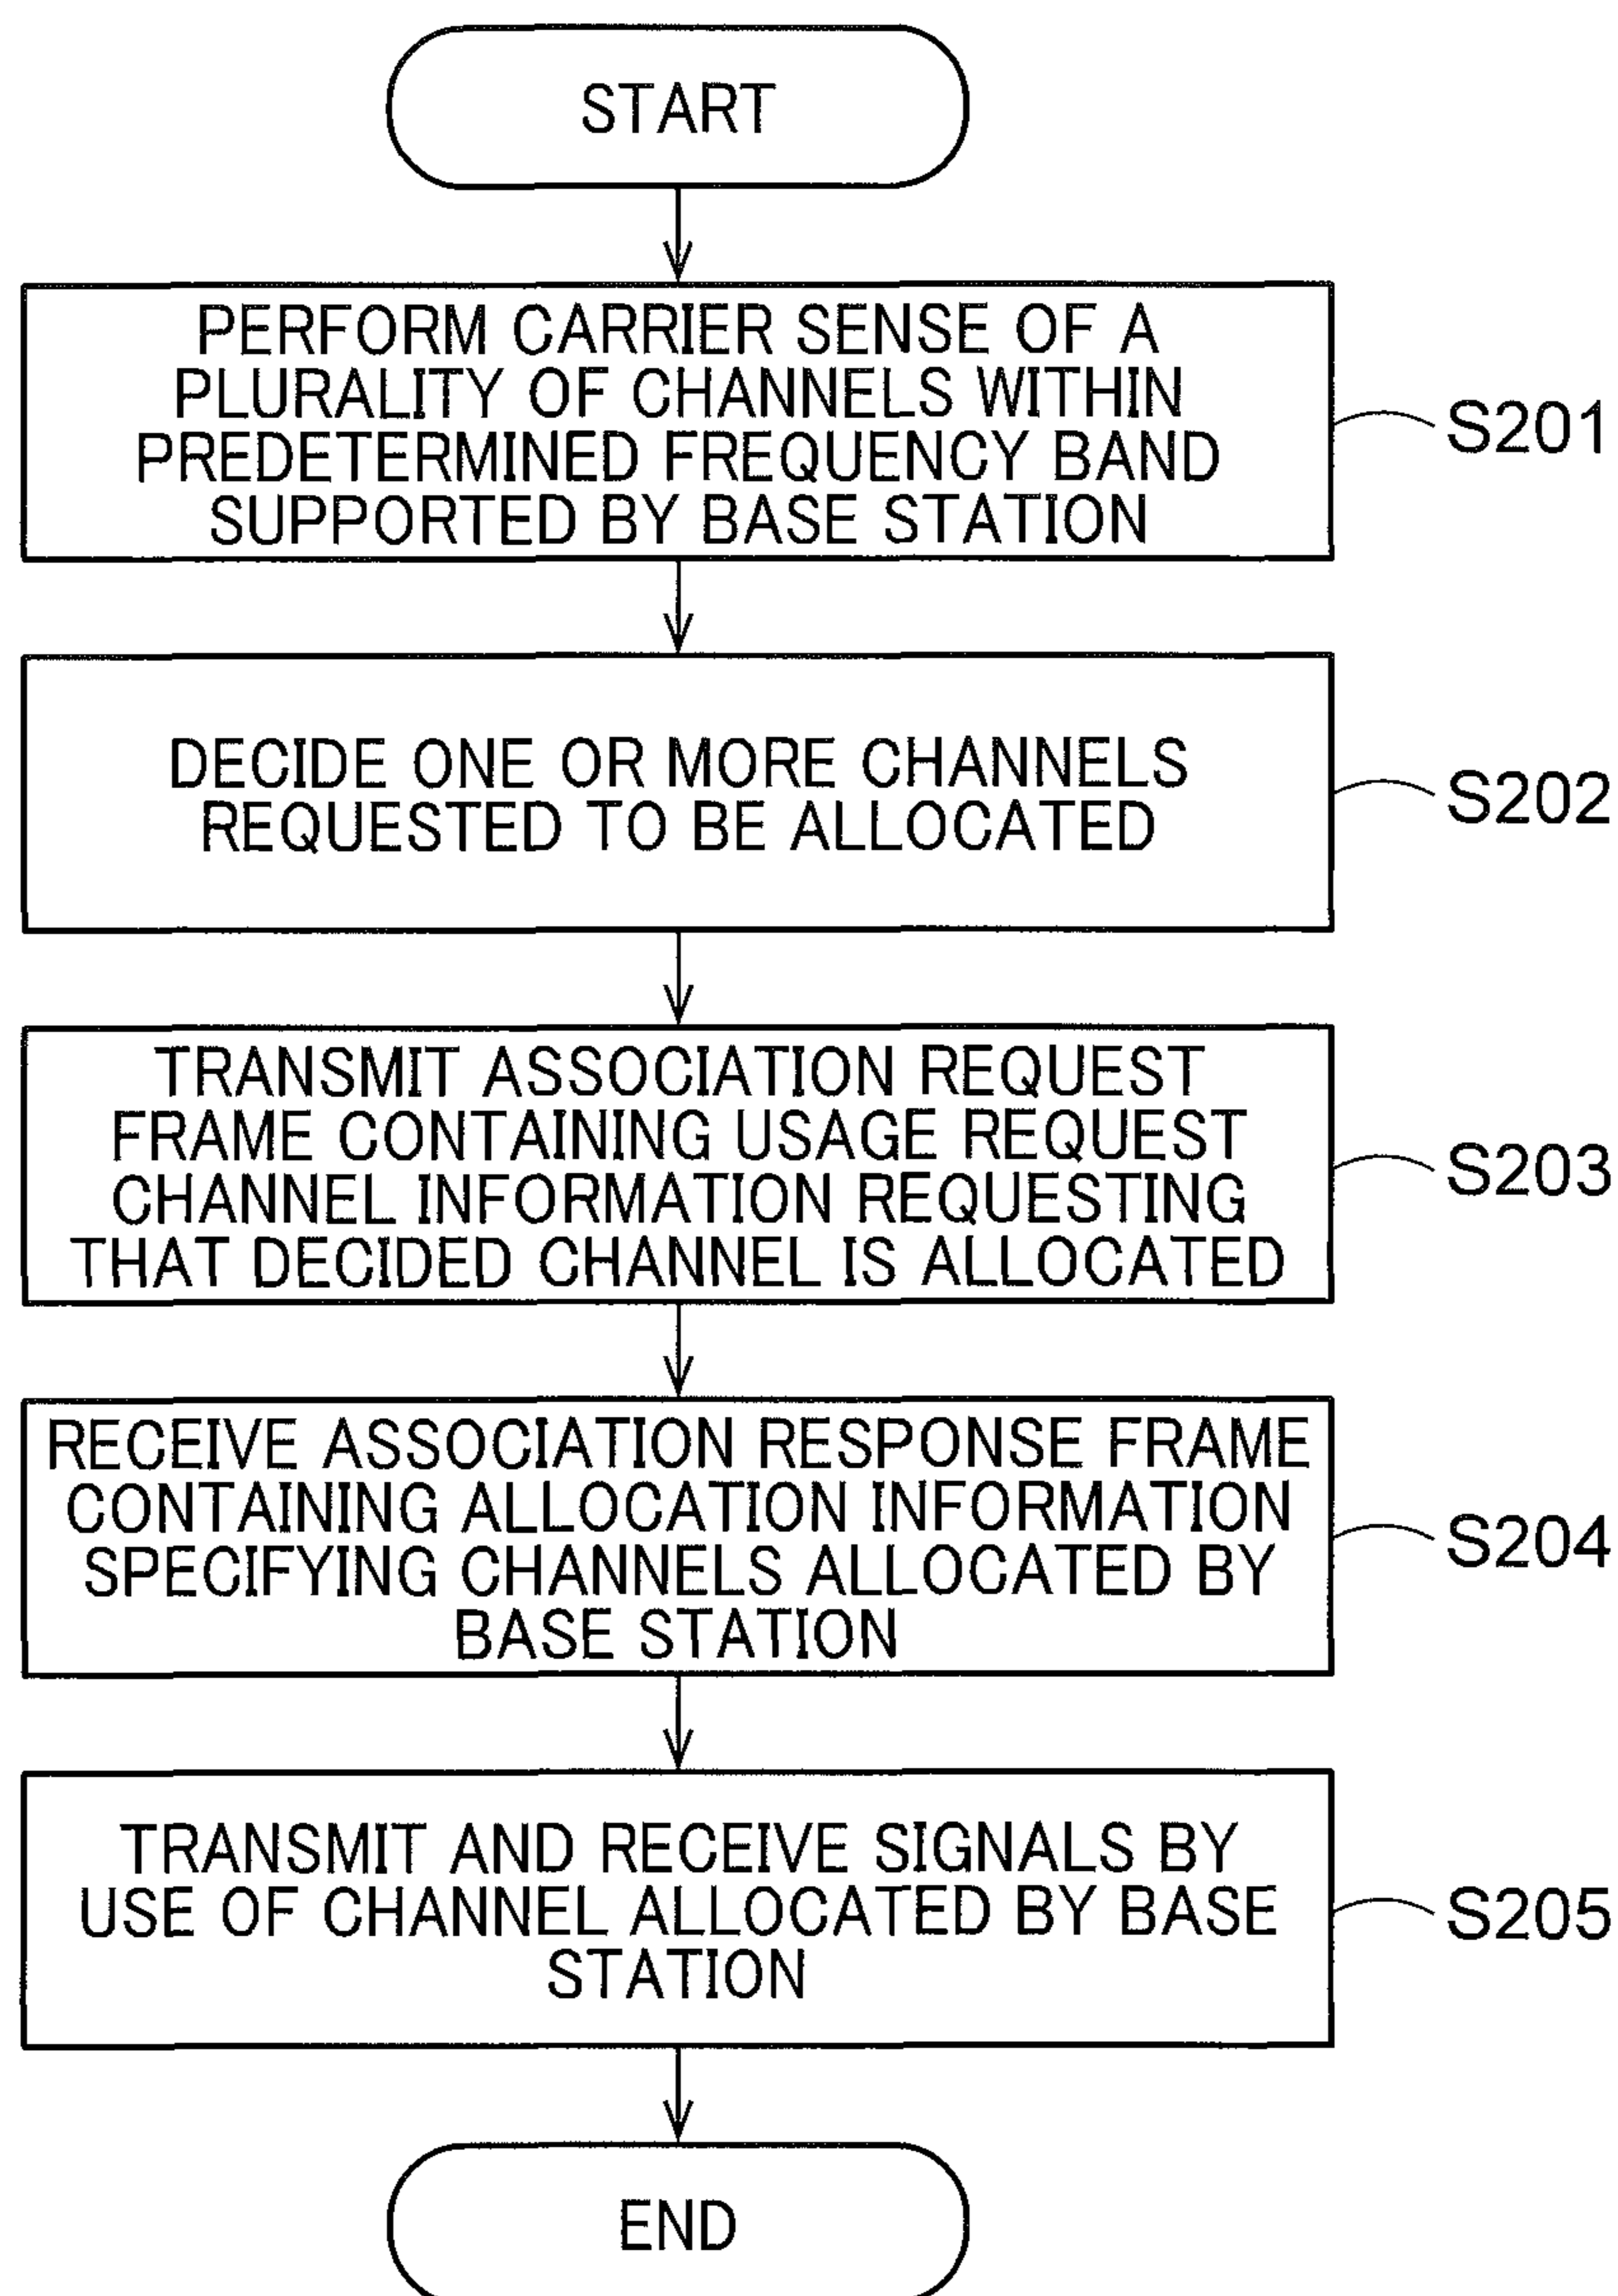 START
PERFORM CARRIER SENSE OF A
PLURALITY OF CHANNELS WITHIN
PREDETERMINED FREQUENCY BAND
SUPPORTED BY BASE STATION
S201
DECIDE ONE OR MORE CHANNELS
REQUESTED TO BE ALLOCATED
S202
TRANSMIT ASSOCIATION REQUEST
FRAME CONTAINING USAGE REQUEST
CHANNEL INFORMATION REQUESTING
THAT DECIDED CHANNEL IS ALLOCATED
S203
RECEIVE ASSOCIATION RESPONSE FRAME
CONTAINING ALLOCATION INFORMATION
SPECIFYING CHANNELS ALLOCATED BY
BASE STATION
S204
TRANSMIT AND RECEIVE SIGNALS BY
USE OF CHANNEL ALLOCATED BY BASE
STATION
S205
END